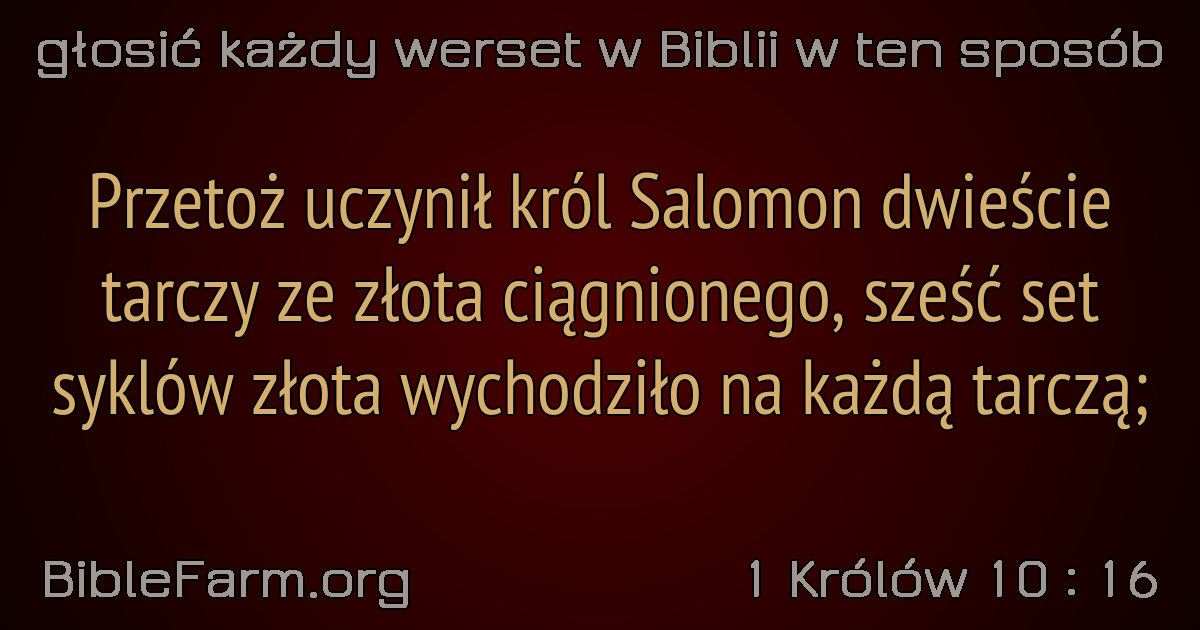 głosić każdy werset w Biblii w ten sposób
Przetoż uczynił król Salomon dwieście
tarczy ze złota ciągnionego, sześć set
syklów złota wychodziło na każdą tarczą;
BibleFarm.org
1 Królów 10 : 16